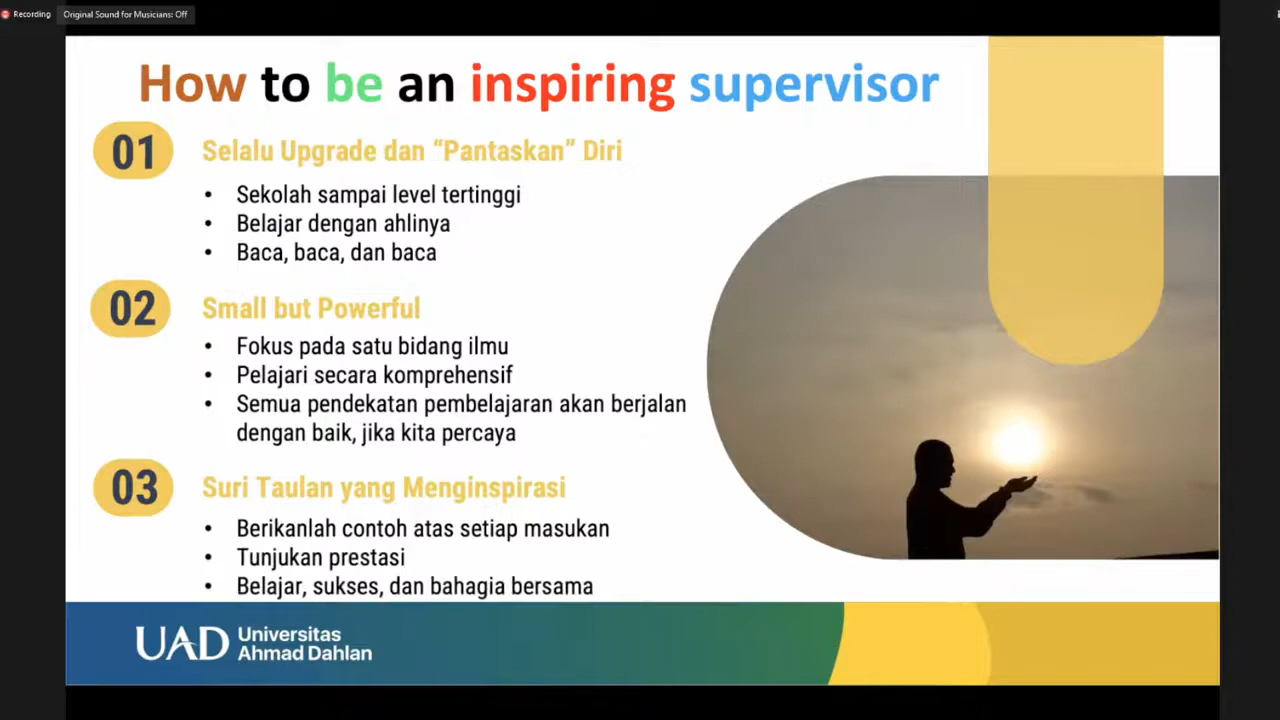 Recording
Original Sound for Musicians: Off
How to be an inspiring supervisor
01
Selalu Upgrade dan “Pantaskan” Diri
• Sekolah sampai level tertinggi
• Belajar dengan ahlinya
• Baca, baca, dan baca
02
Small but Powerful
• Fokus pada satu bidang ilmu
• Pelajari secara komprehensif
• Semua pendekatan pembelajaran akan berjalan
dengan baik, jika kita percaya
03
Suri Taulan yang Menginspirasi
• Berikanlah contoh atas setiap masukan
• Tunjukan prestasi
• Belajar, sukses, dan bahagia bersama
UAD
Universitas
Ahmad Dahlan